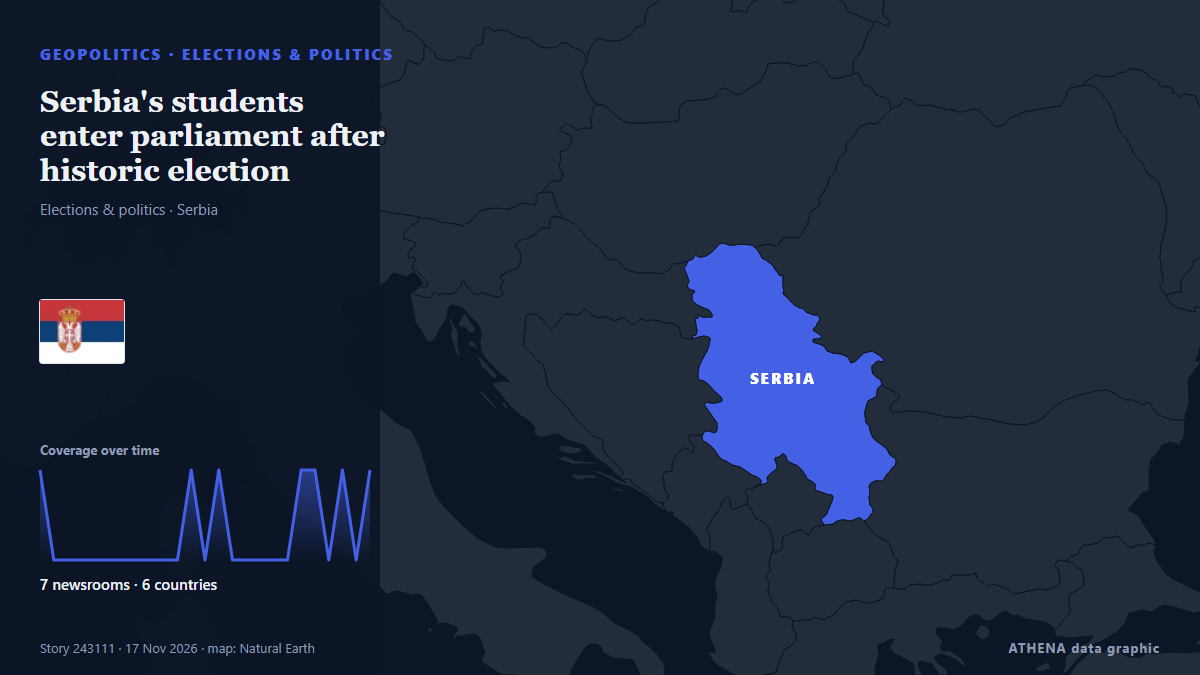 GEOPOLITICS · ELECTIONS & POLITICS
Serbia's students
enter parliament after
historic election
Elections & politics · Serbia
SERBIA
Coverage over time
7 newsrooms · 6 countries
Story 243111 · 17 Nov 2026 · map: Natural Earth
ATHENA data graphic